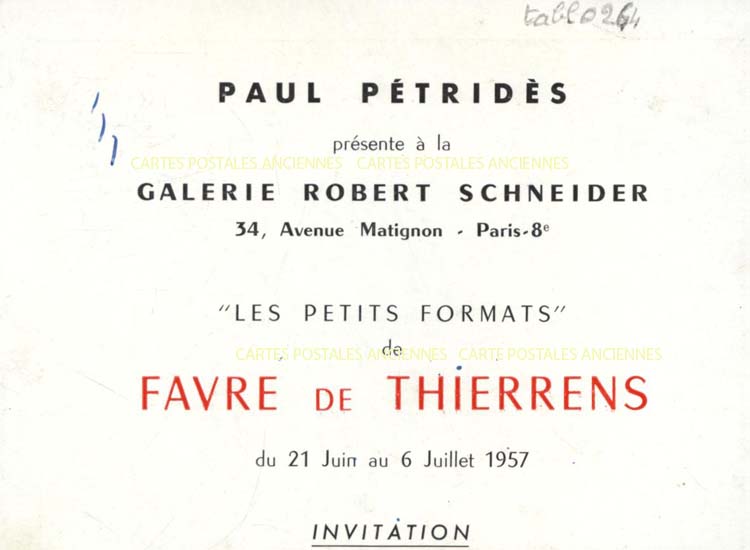 tabl0264
PAUL PÉTRIDÈS
présente à la
CARTES POSTALES ANCIENNES CARTES POSTALES ANCIENNES
GALERIE ROBERT SCHNEIDER
34, Avenue Matignon - Paris-8e
"LES PETITS FORMATS"
de
CARTES POSTALES ANCIENNES CARTE POSTALES ANCIENNES
FAVRE DE THIERRENS
du 21 Juin au 6 Juillet 1957
INVITATION